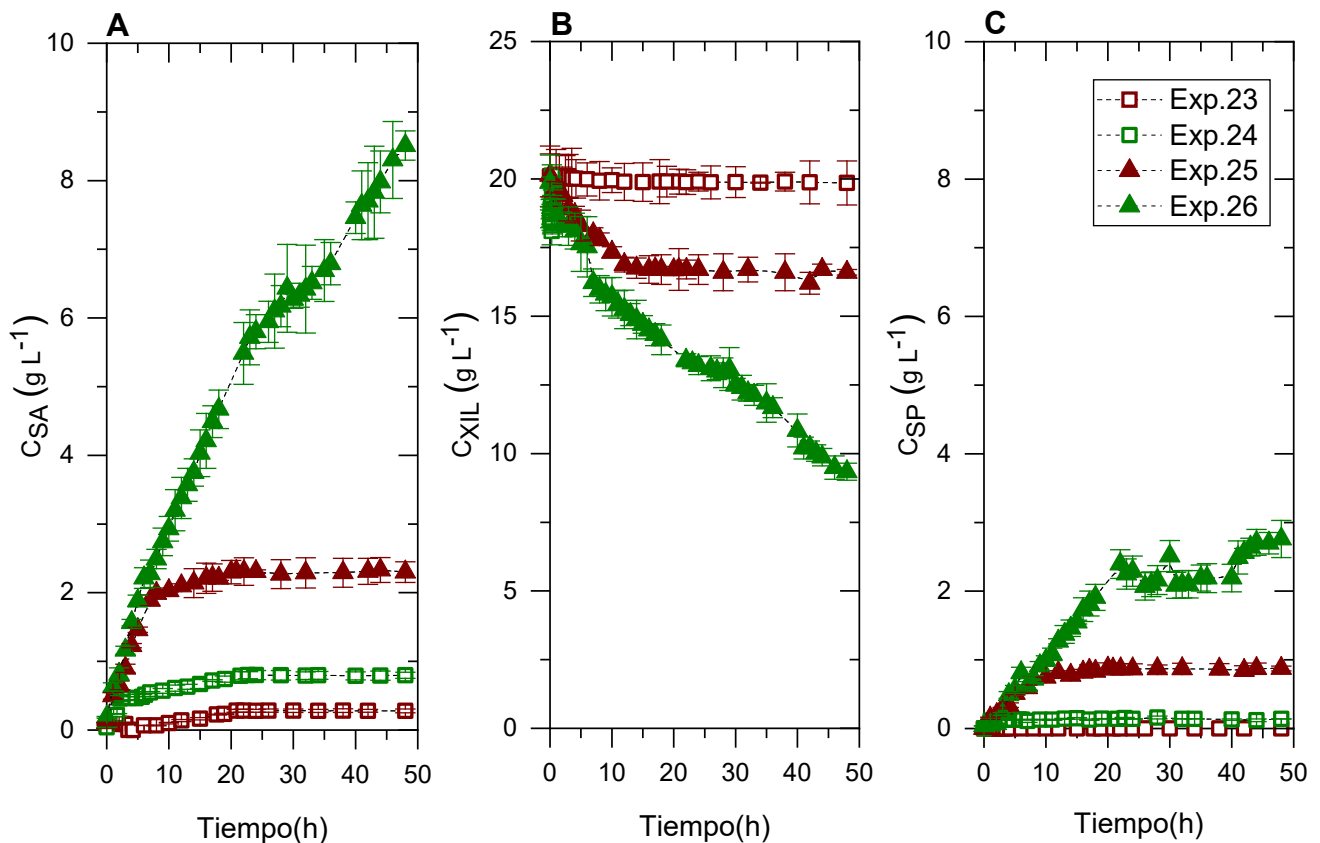 A
B
C
10
8
6
4
2
0
C_SA (g L⁻¹)
0 10 20 30 40 50
Tiempo(h)
25
20
15
10
5
0
C_XIL (g L⁻¹)
0 10 20 30 40 50
Tiempo(h)
10
8
6
4
2
0
C_SP (g L⁻¹)
0 10 20 30 40 50
Tiempo(h)
Exp.23
Exp.24
Exp.25
Exp.26